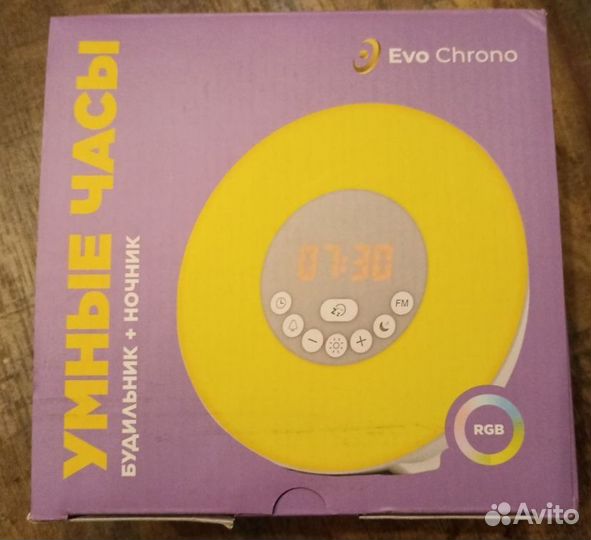 УМНЫЕ ЧАСЫ
БУДИЛЬНИК + НОЧНИК
Evo Chrono
07:30
FM
RGB
Avito